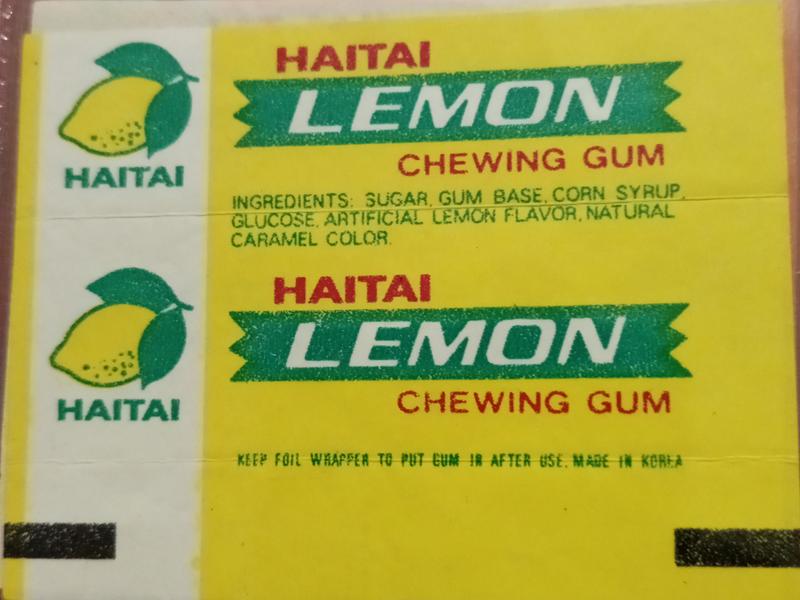 HAITAI
LEMON
CHEWING GUM
HAITAI
INGREDIENTS: SUGAR, GUM BASE, CORN SYRUP,
GLUCOSE, ARTIFICIAL LEMON FLAVOR, NATURAL
CARAMEL COLOR.
HAITAI
LEMON
CHEWING GUM
HAITAI
KEEP FOIL WRAPPER TO PUT GUM IN AFTER USE. MADE IN KOREA